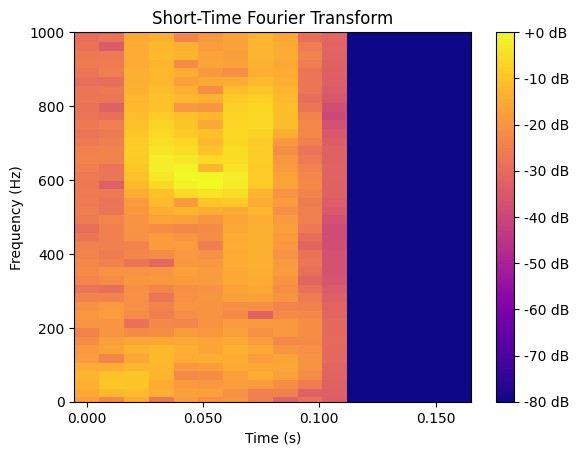 Short-Time Fourier Transform
1000
800
600
400
200
0
Frequency (Hz)
0.000
0.050
0.100
0.150
Time (s)
+0 dB
-10 dB
-20 dB
-30 dB
-40 dB
-50 dB
-60 dB
-70 dB
-80 dB